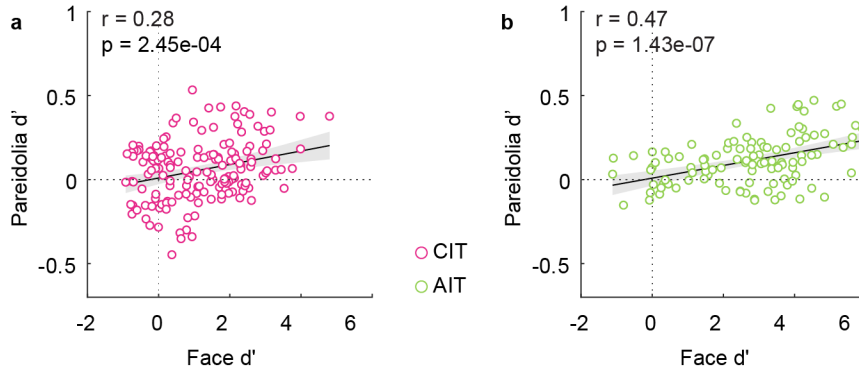 a
r = 0.28
p = 2.45e-04
1
0.5
0
-0.5
Pareidolia d'
-2
0
2
4
6
Face d'
CIT
AIT
b
r = 0.47
p = 1.43e-07
1
0.5
0
-0.5
Pareidolia d'
-2
0
2
4
6
Face d'